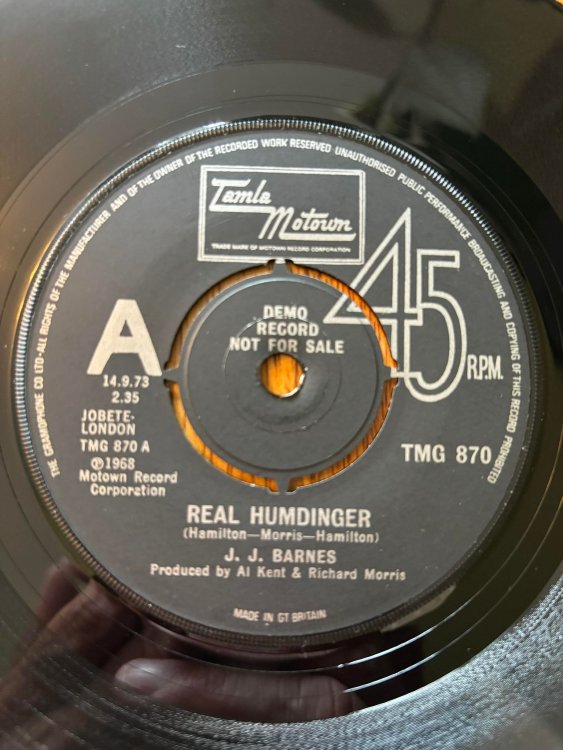 THE GRAMOPHONE CO LTD-ALL RIGHTS OF THE MANUFACTURER AND OF THE OWNER OF THE RECORDED WORK RESERVED UNAUTHORISED PUBLIC PERFORMANCE BROADCASTING AND COPYING OF THIS RECORD PROHIBITED
Tamla
Motown
TRADE MARK OF MOTOWN RECORD CORPORATION
45
R.P.M.
DEMO
RECORD
NOT FOR SALE
A
14.9.73
2.35
JOBETE-
LONDON
TMG 870 A
℗1968
Motown Record
Corporation
TMG 870
REAL HUMDINGER
(Hamilton—Morris—Hamilton)
J. J. BARNES
Produced by Al Kent & Richard Morris
MADE IN GT BRITAIN